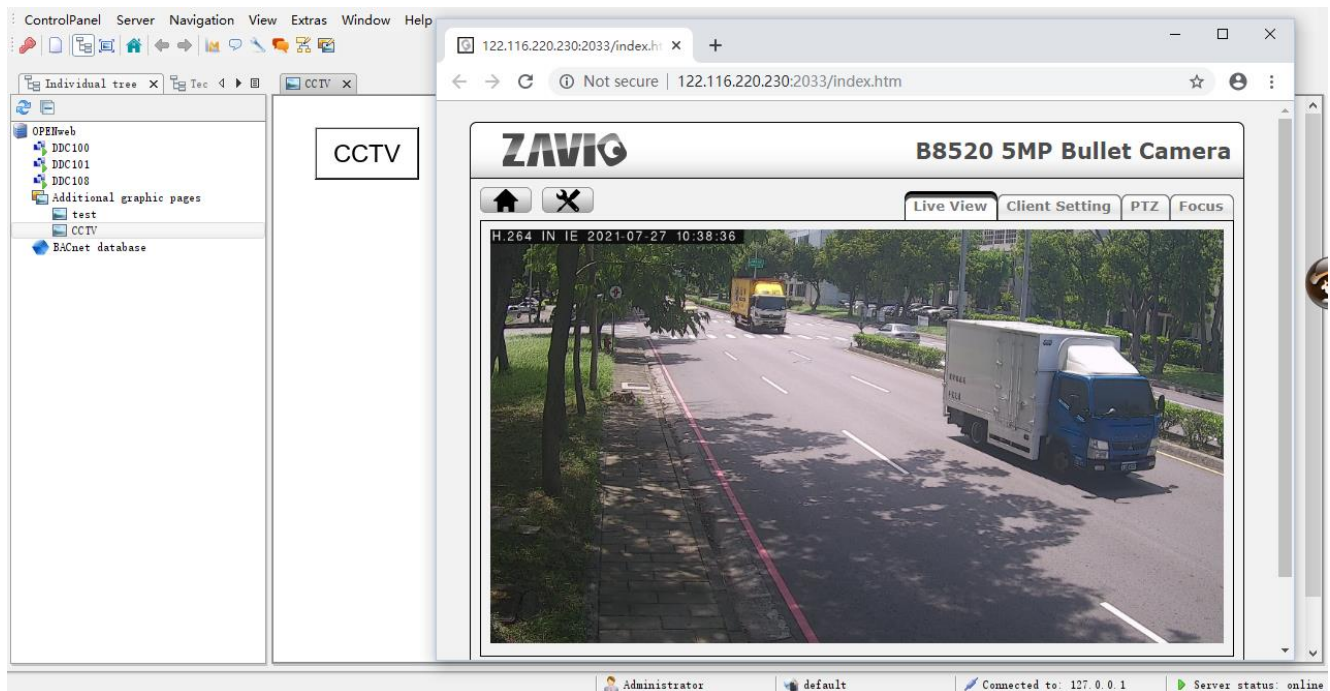 ControlPanel Server Navigation View Extras Window Help
Individual tree
Tec
CCTV
OPENweb
DDC100
DDC101
DDC108
Additional graphic pages
test
CCTV
BACnet database
CCTV
122.116.220.230:2033/index.h
Not secure | 122.116.220.230:2033/index.htm
ZAVIO
B8520 5MP Bullet Camera
Live View Client Setting PTZ Focus
H.264 IN IE 2021-07-27 10:38:36
Administrator default Connected to: 127.0.0.1 Server status: online